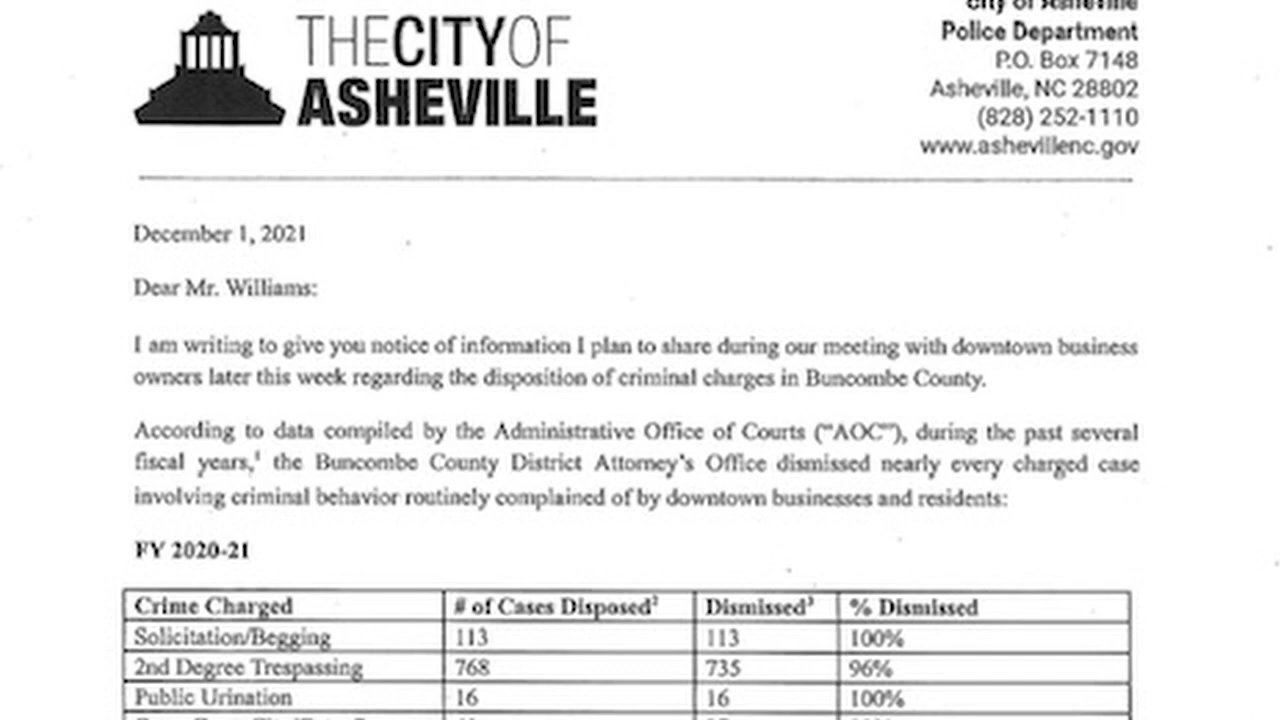 THE CITY OF
ASHEVILLE
City of Asheville
Police Department
P.O. Box 7148
Asheville, NC 28802
(828) 252-1110
www.ashevillenc.gov
December 1, 2021
Dear Mr. Williams:
I am writing to give you notice of information I plan to share during our meeting with downtown business
owners later this week regarding the disposition of criminal charges in Buncombe County.
According to data compiled by the Administrative Office of Courts ("AOC"), during the past several
fiscal years,¹ the Buncombe County District Attorney's Office dismissed nearly every charged case
involving criminal behavior routinely complained of by downtown businesses and residents:
FY 2020-21
Crime Charged # of Cases Disposed² Dismissed³ % Dismissed
Solicitation/Begging 113 113 100%
2nd Degree Trespassing 768 735 96%
Public Urination 16 16 100%